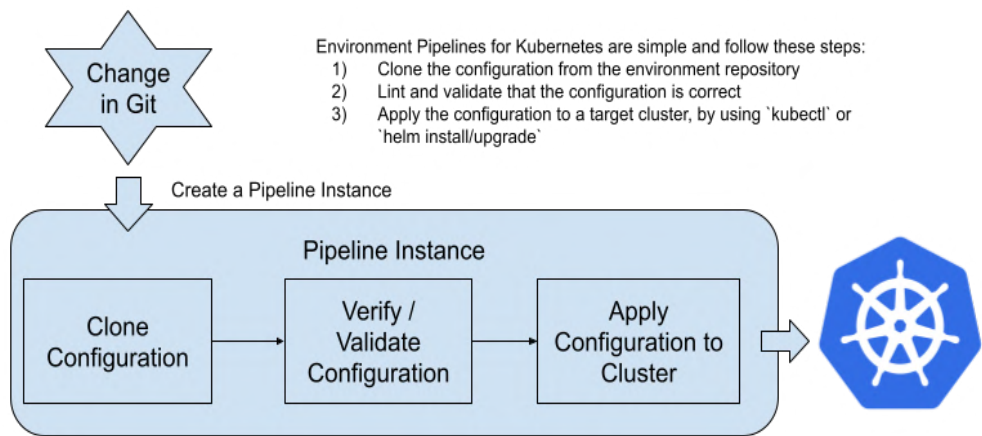 Change
in Git
Environment Pipelines for Kubernetes are simple and follow these steps:
1) Clone the configuration from the environment repository
2) Lint and validate that the configuration is correct
3) Apply the configuration to a target cluster, by using `kubectl` or
`helm install/upgrade`
Create a Pipeline Instance
Pipeline Instance
Clone
Configuration
Verify /
Validate
Configuration
Apply
Configuration to
Cluster